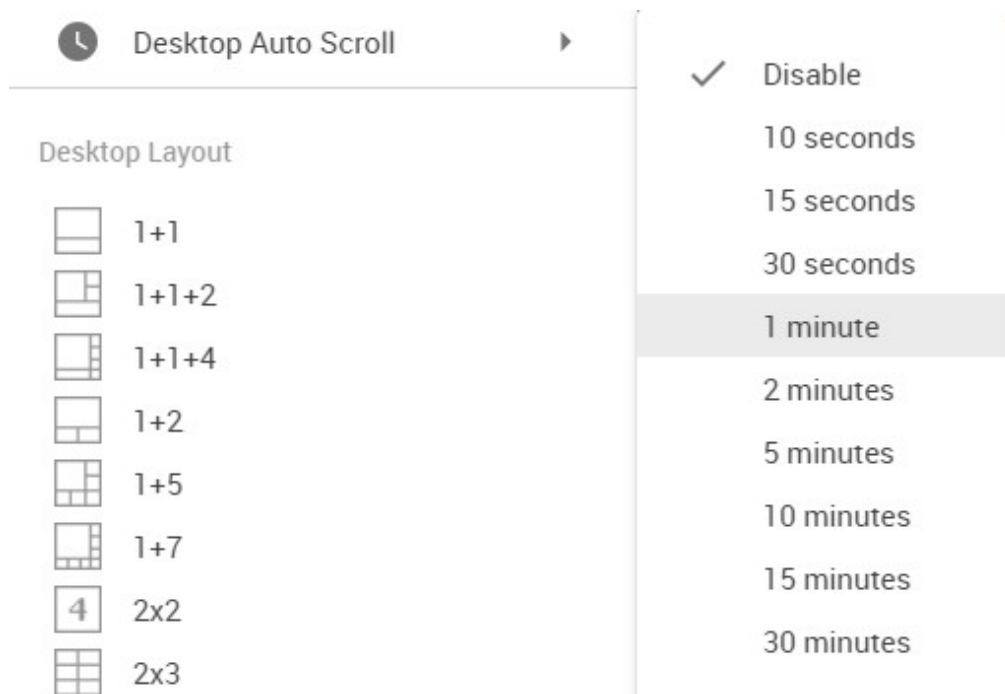 Desktop Auto Scroll
Desktop Layout
1+1
1+1+2
1+1+4
1+2
1+5
1+7
4 2x2
2x3
Disable
10 seconds
15 seconds
30 seconds
1 minute
2 minutes
5 minutes
10 minutes
15 minutes
30 minutes